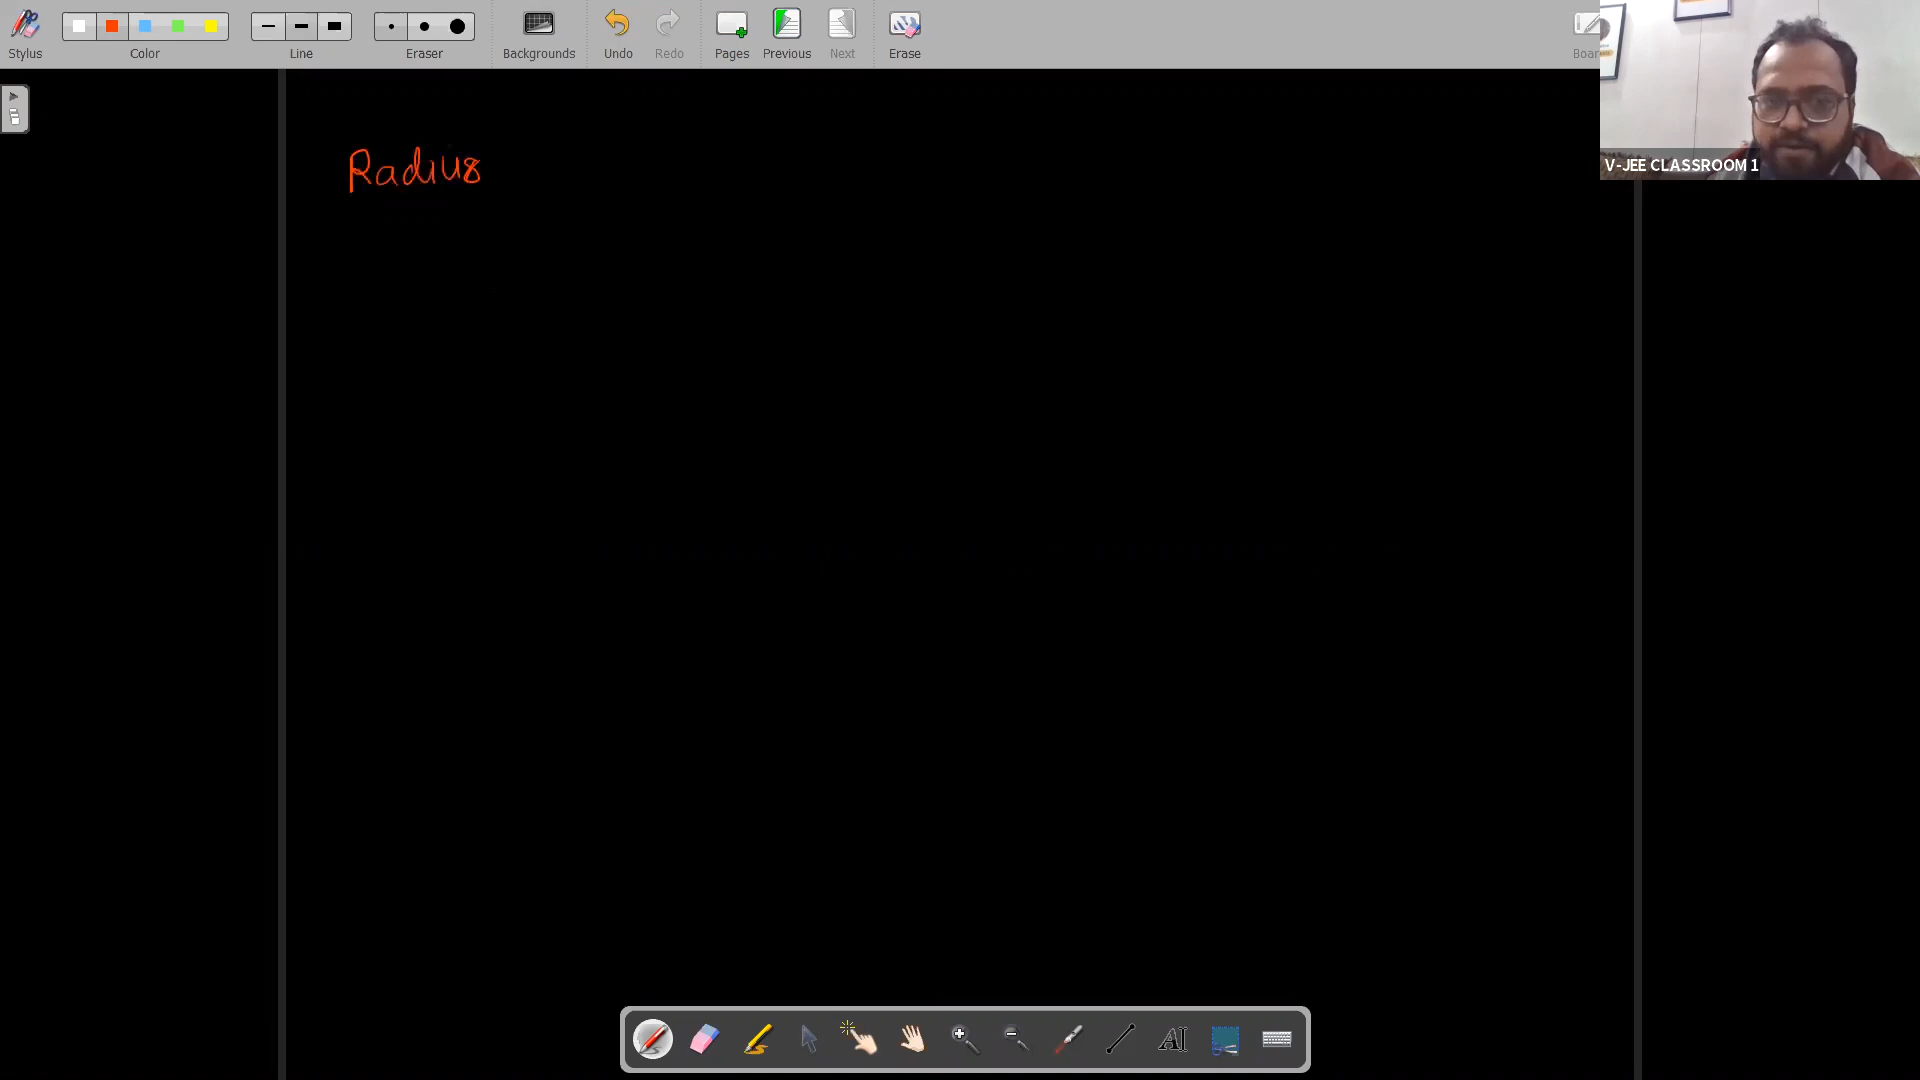 Stylus Color Line Eraser Backgrounds Undo Redo Pages Previous Next Erase
V-JEE CLASSROOM 1
Radius